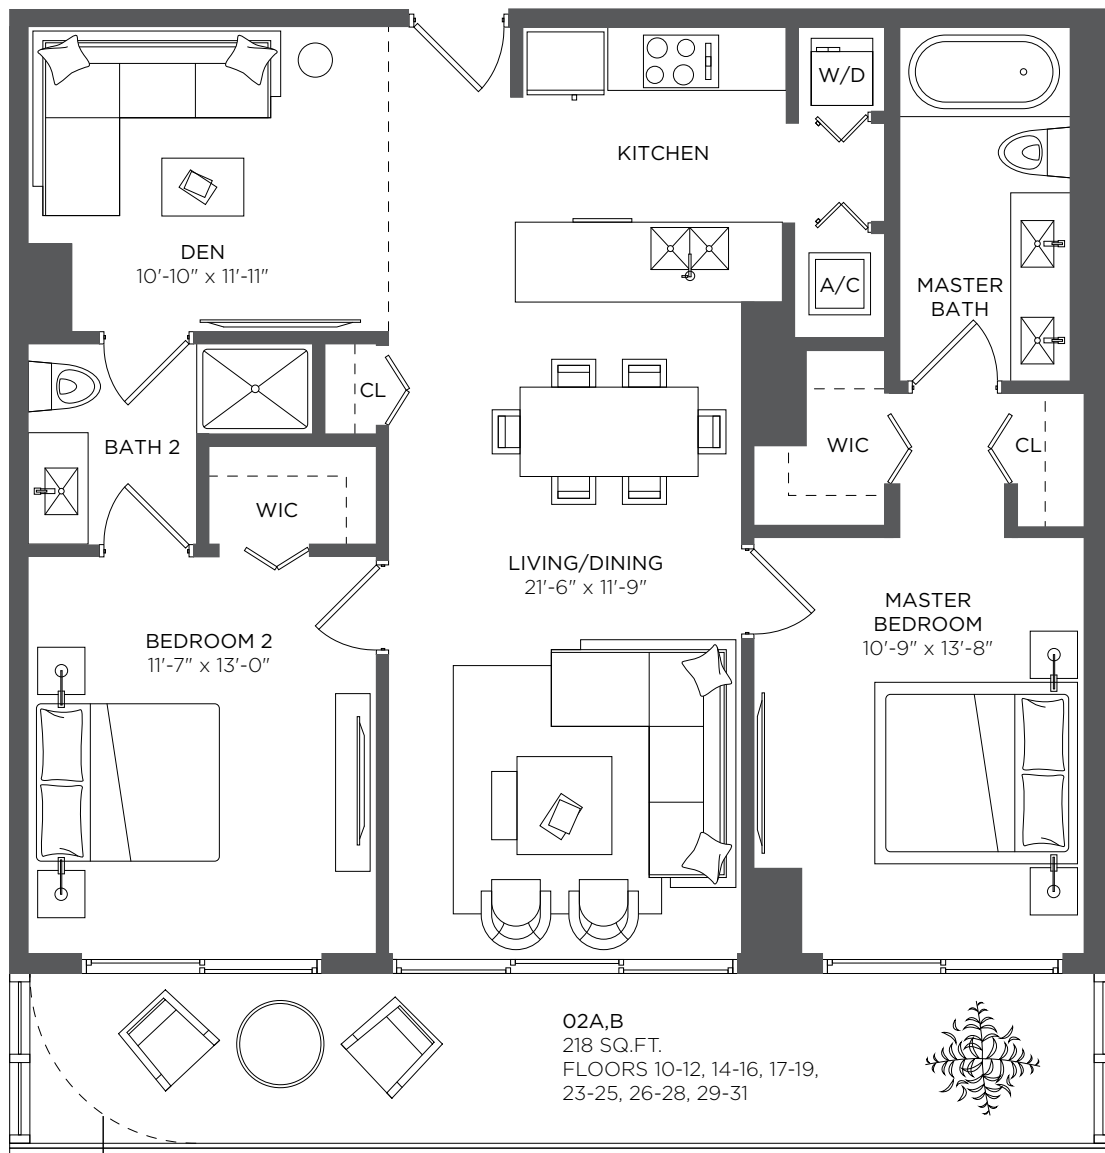 W/D
KITCHEN
DEN
10'-10" x 11'-11"
A/C
MASTER
BATH
CL
BATH 2
WIC
CL
WIC
LIVING/DINING
21'-6" x 11'-9"
MASTER
BEDROOM
10'-9" x 13'-8"
BEDROOM 2
11'-7" x 13'-0"
02A,B
218 SQ.FT.
FLOORS 10-12, 14-16, 17-19,
23-25, 26-28, 29-31